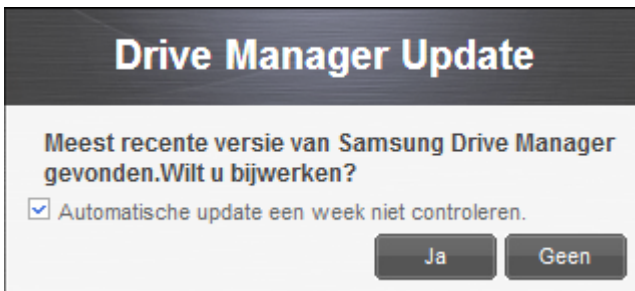 Drive Manager Update
Meest recente versie van Samsung Drive Manager
gevonden.Wilt u bijwerken?
Automatische update een week niet controleren.
Ja Geen